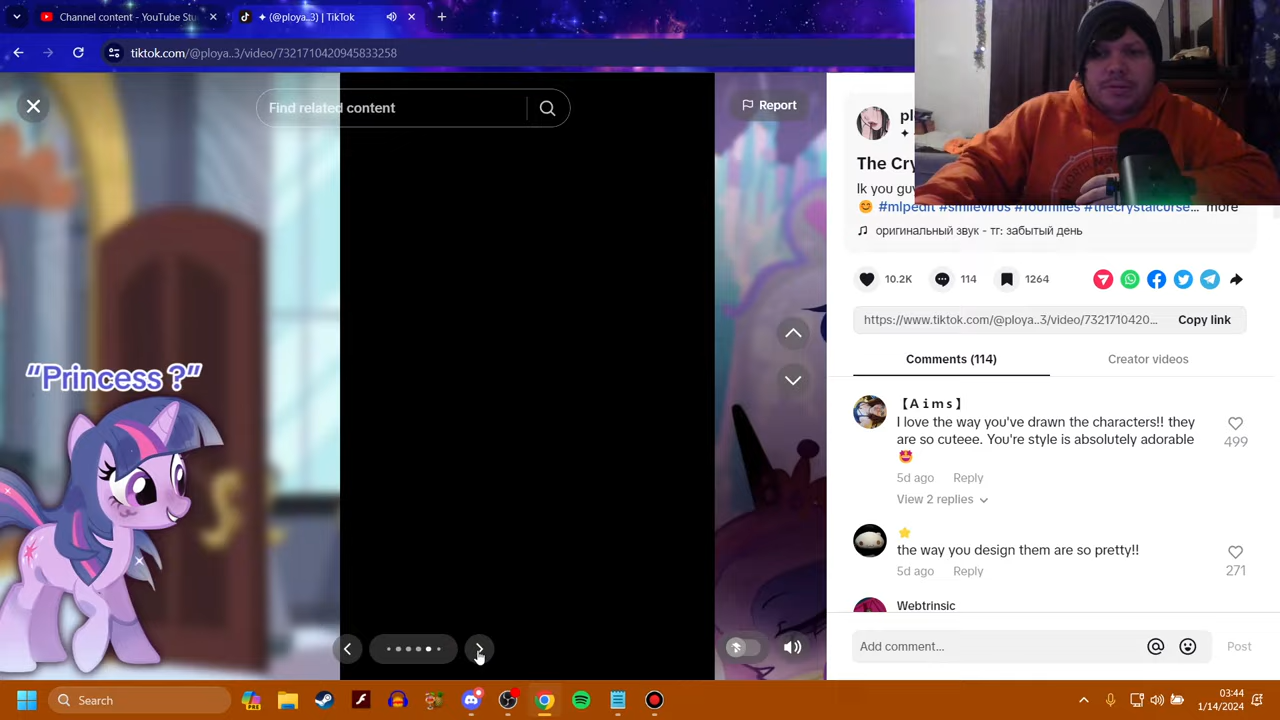 Channel content - YouTube Stu
✦ (@ploya..3) | TikTok
tiktok.com/@ploya..3/video/7321710420945833258
Find related content
Report
"Princess ?"
pl
The Cry
Ik you guy
😊 #mlpedit #smilevirus #foumilies #thecrystalcurse... more
оригинальный звук - тг: забытый день
10.2K
114
1264
https://www.tiktok.com/@ploya..3/video/7321710420...
Copy link
Comments (114)
Creator videos
【A i m s】
I love the way you've drawn the characters!! they
are so cuteee. You're style is absolutely adorable
🤩
499
5d ago
Reply
View 2 replies
⭐
the way you design them are so pretty!!
271
5d ago
Reply
Webtrinsic
Add comment...
Post
Search
PRE
03:44
1/14/2024